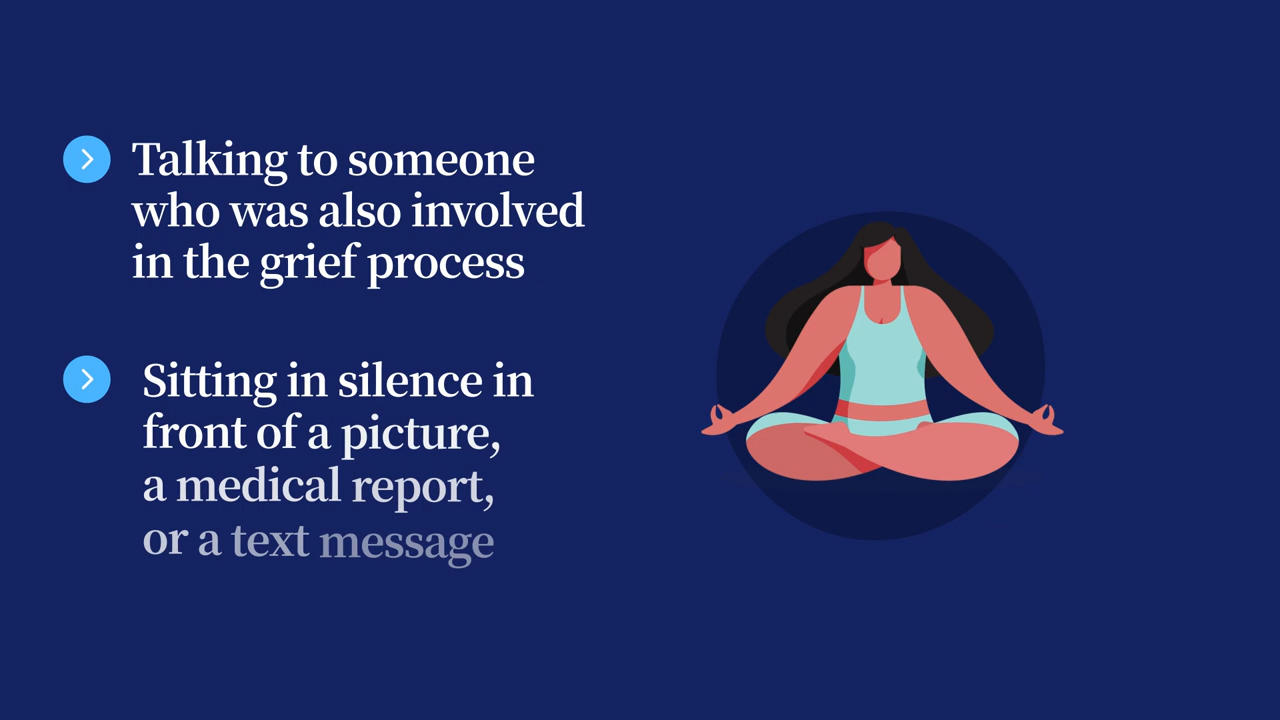 Talking to someone
who was also involved
in the grief process
Sitting in silence in
front of a picture,
a medical report,
or a text message